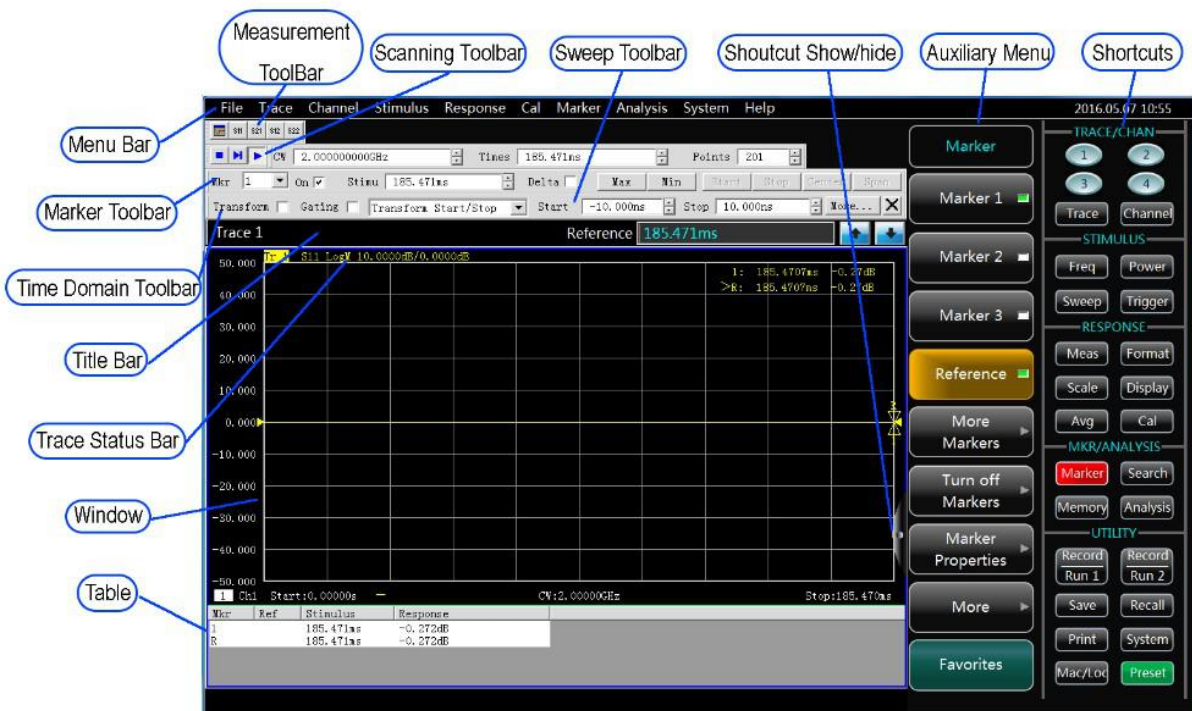 Measurement
ToolBar
Scanning Toolbar
Sweep Toolbar
Shoutcut Show/hide
Auxiliary Menu
Shortcuts
Menu Bar
Marker Toolbar
Time Domain Toolbar
Title Bar
Trace Status Bar
Window
Table
File Trace Channel Stimulus Response Cal Marker Analysis System Help
2016.05.07 10:55
S11 S21 S12 S22
CW 2.000000000GHz Times 185.471ms Points 201
Mkr 1 On Stimu 185.471ms Delta Max Min Start Stop Center Span
Transform Gating Transform Start/Stop Start -10.000ns Stop 10.000ns More...
Trace 1 Reference 185.471ms
S11 LogM 10.0000dB/0.0000dB
1: 185.4707ms -0.27dB
>R: 185.4707ms -0.27dB
50.000
40.000
30.000
20.000
10.000
0.000
-10.000
-20.000
-30.000
-40.000
-50.000
1 Ch1 Start:0.00000s CW:2.00000GHz Stop:185.470ms
Mkr Ref Stimulus Response
1 185.471ms -0.272dB
R 185.471ms -0.272dB
Marker
Marker 1
Marker 2
Marker 3
Reference
More
Markers
Turn off
Markers
Marker
Properties
More
Favorites
TRACE/CHAN
1 2
3 4
Trace Channel
STIMULUS
Freq Power
Sweep Trigger
RESPONSE
Meas Format
Scale Display
Avg Cal
MKR/ANALYSIS
Marker Search
Memory Analysis
UTILITY
Record Record
Run 1 Run 2
Save Recall
Print System
Mac/Loc Preset